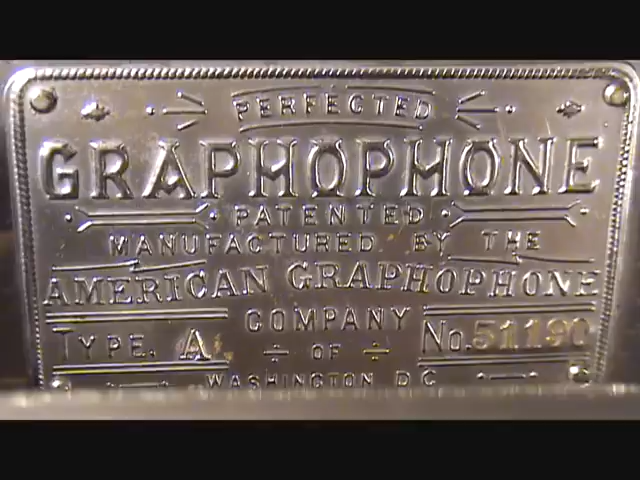 PERFECTED
GRAPHOPHONE
PATENTED
MANUFACTURED BY THE
AMERICAN GRAPHOPHONE
COMPANY
TYPE. A No. 51190
OF
WASHINGTON D C